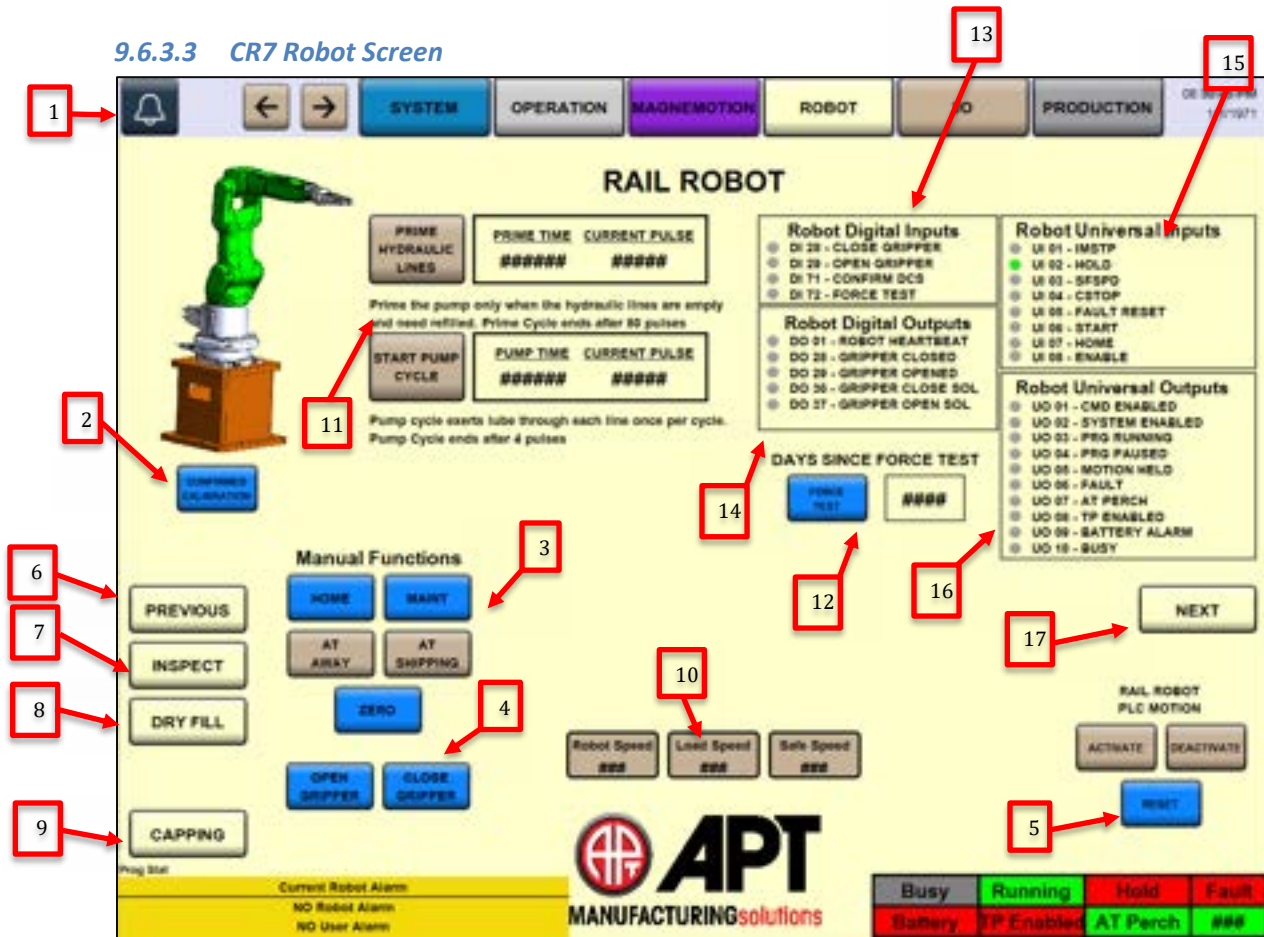 9.6.3.3 CR7 Robot Screen
13
15
1
SYSTEM
OPERATION
MAGNEMOTION
ROBOT
PRODUCTION
RAIL ROBOT
PRIME HYDRAULIC LINES
PRIME TIME CURRENT PULSE
###### #####
Prime the pump only when the hydraulic lines are empty
and need refilled. Prime Cycle ends after 80 pulses
START PUMP CYCLE
PUMP TIME CURRENT PULSE
###### #####
Pump cycle exerts lube through each line once per cycle.
Pump Cycle ends after 4 pulses
11
Robot Digital Inputs
DI 28 - CLOSE GRIPPER
DI 29 - OPEN GRIPPER
DI 71 - CONFIRM DCS
DI 72 - FORCE TEST
Robot Digital Outputs
DO 01 - ROBOT HEARTBEAT
DO 28 - GRIPPER CLOSED
DO 29 - GRIPPER OPENED
DO 36 - GRIPPER CLOSE SOL
DO 37 - GRIPPER OPEN SOL
Robot Universal Inputs
UI 01 - IMSTP
UI 02 - HOLD
UI 03 - SFSPD
UI 04 - CSTOP
UI 05 - FAULT RESET
UI 06 - START
UI 07 - HOME
UI 08 - ENABLE
Robot Universal Outputs
UO 01 - CMD ENABLED
UO 02 - SYSTEM ENABLED
UO 03 - PRG RUNNING
UO 04 - PRG PAUSED
UO 05 - MOTION HELD
UO 06 - FAULT
UO 07 - AT PERCH
UO 08 - TP ENABLED
UO 09 - BATTERY ALARM
UO 10 - BUSY
2
CONFIRMED CALIBRATION
14
DAYS SINCE FORCE TEST
FORCE TEST
####
12
16
Manual Functions
3
HOME
MAINT
AT AWAY
AT SHIPPING
ZERO
4
OPEN GRIPPER
CLOSE GRIPPER
6
PREVIOUS
7
INSPECT
8
DRY FILL
9
CAPPING
10
Robot Speed
###
Load Speed
###
Safe Speed
###
NEXT
17
RAIL ROBOT
PLC MOTION
ACTIVATE
DEACTIVATE
RESET
5
Prog Stat
Current Robot Alarm
NO Robot Alarm
NO User Alarm
APT
MANUFACTURINGsolutions
Busy Running Hold Fault
Battery TP Enabled AT Perch ###